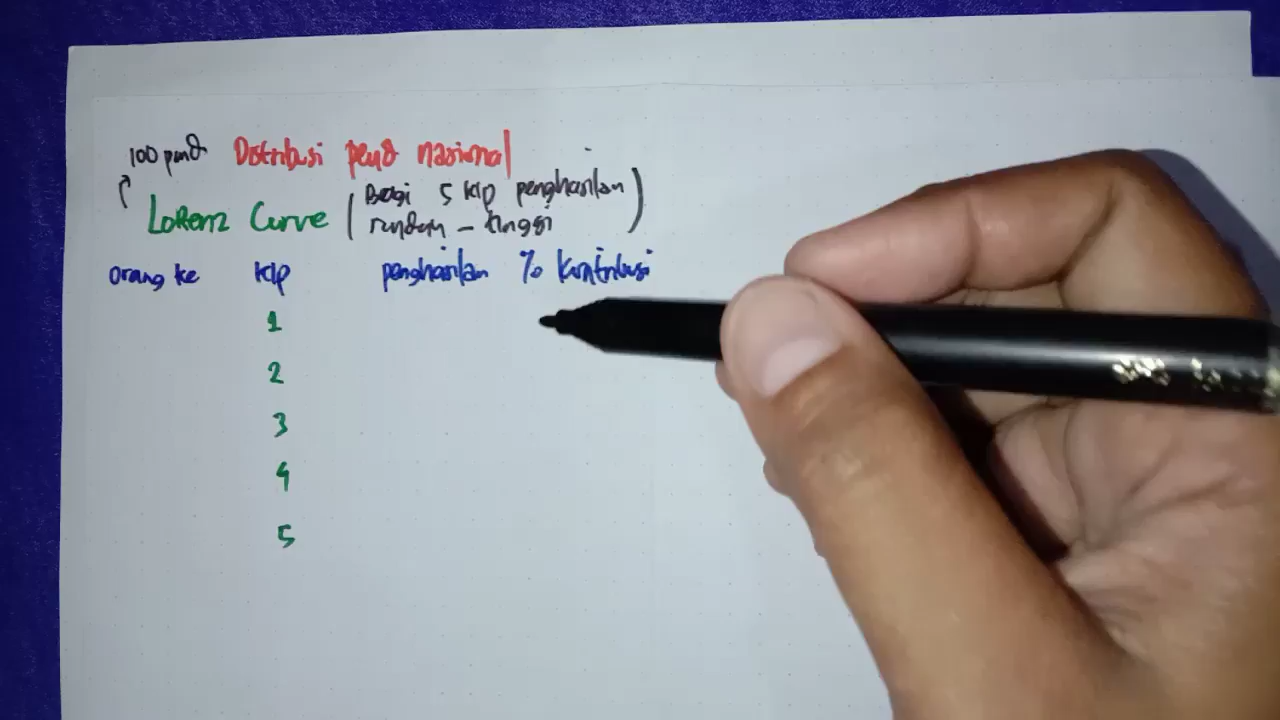 100 pend Distribusi pend nasional
Lorenz Curve ( Bagi 5 klp penghasilan
rendah - tinggi )
orang ke klp penghasilan % kontribusi
1
2
3
4
5